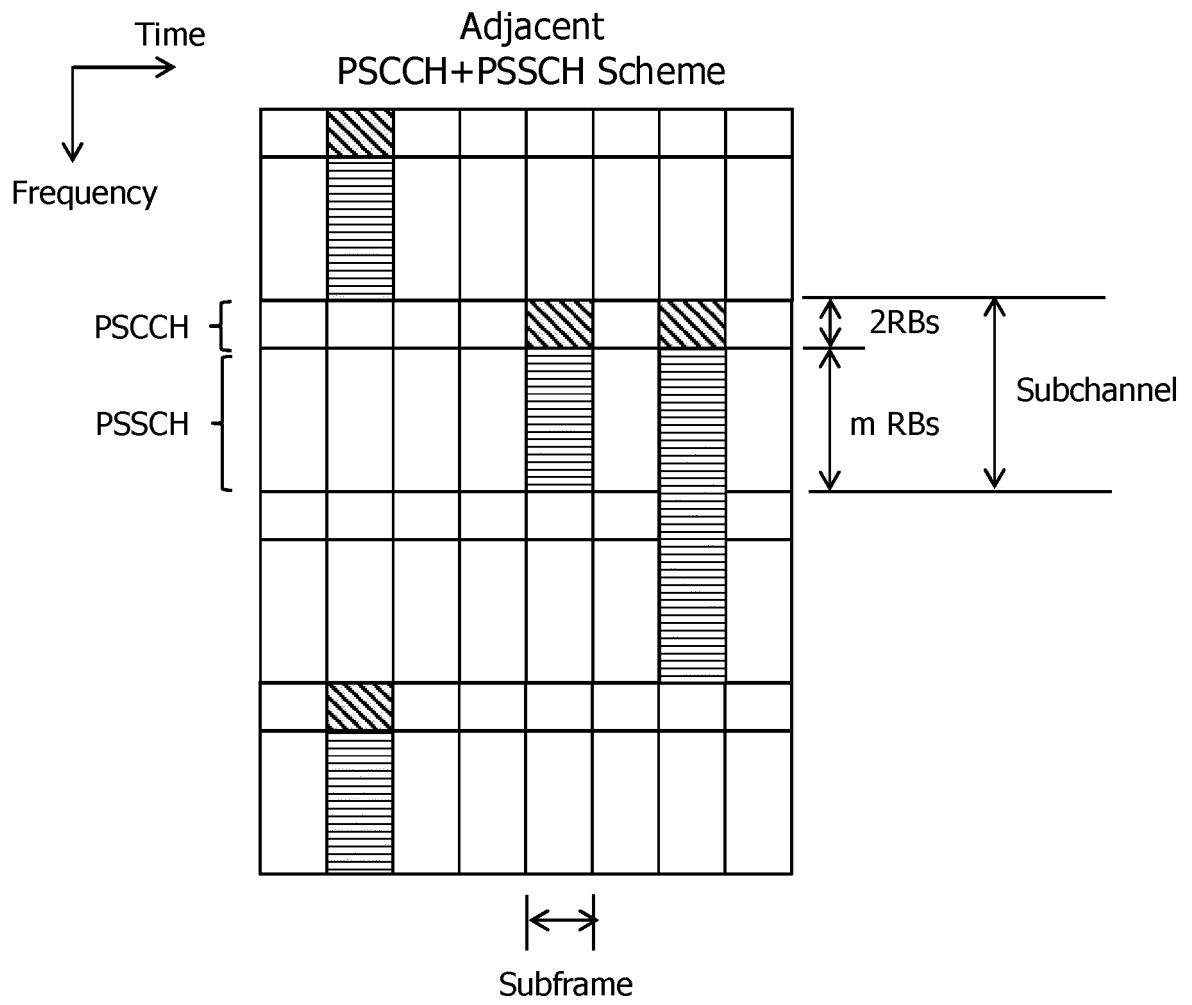 Adjacent
PSCCH+PSSCH Scheme
Time
Frequency
PSCCH
PSSCH
2RBs
m RBs
Subchannel
Subframe